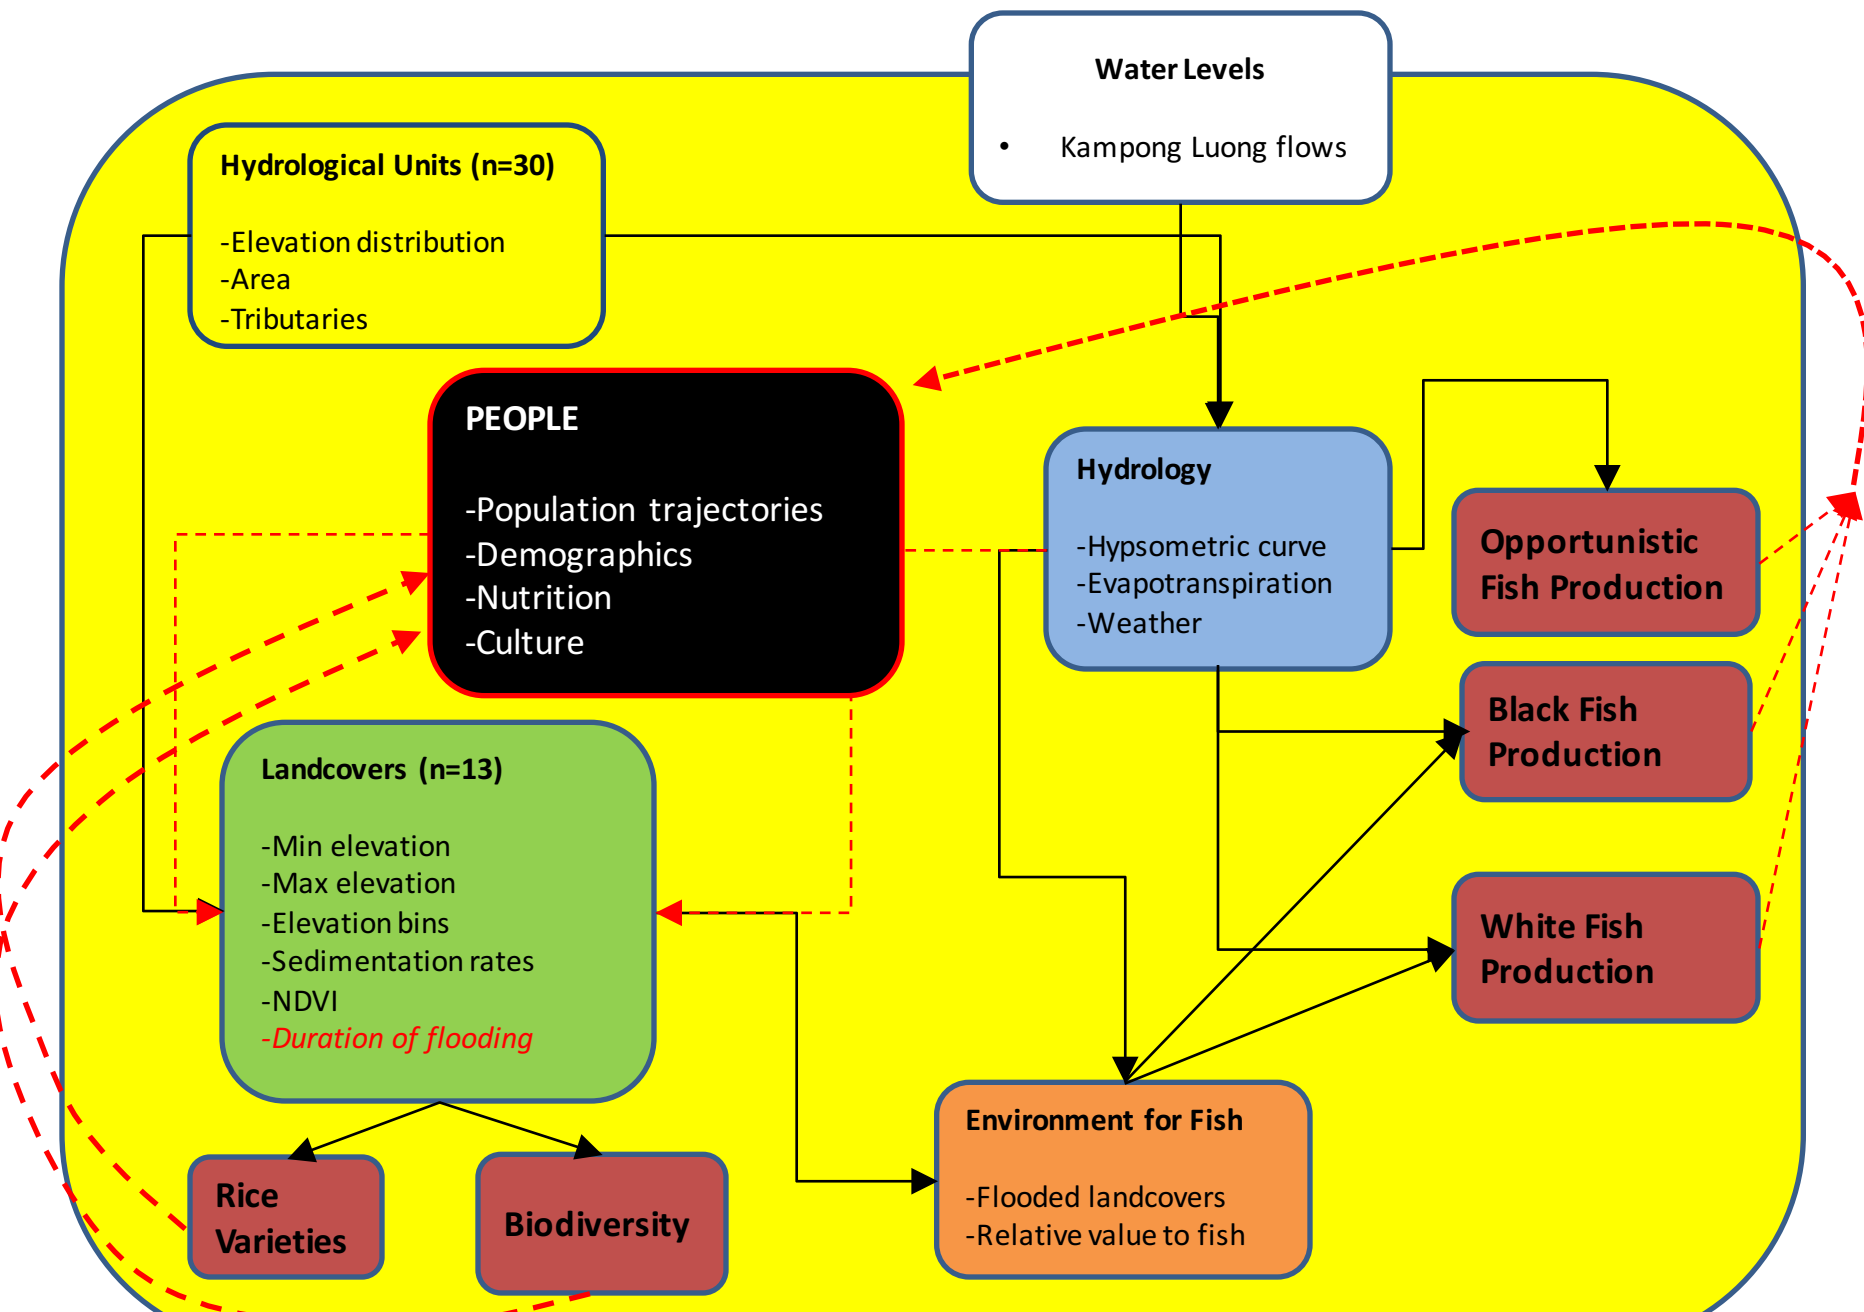 Water Levels
• Kampong Luong flows
Hydrological Units (n=30)
-Elevation distribution
-Area
-Tributaries
PEOPLE
-Population trajectories
-Demographics
-Nutrition
-Culture
Hydrology
-Hypsometric curve
-Evapotranspiration
-Weather
Opportunistic
Fish Production
Black Fish
Production
White Fish
Production
Landcovers (n=13)
-Min elevation
-Max elevation
-Elevation bins
-Sedimentation rates
-NDVI
-Duration of flooding
Environment for Fish
-Flooded landcovers
-Relative value to fish
Rice
Varieties
Biodiversity